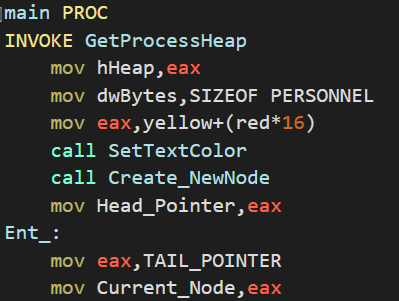 main PROC
INVOKE GetProcessHeap
mov hHeap,eax
mov dwBytes,SIZEOF PERSONNEL
mov eax,yellow+(red*16)
call SetTextColor
call Create_NewNode
mov Head_Pointer,eax
Ent_:
mov eax,TAIL_POINTER
mov Current_Node,eax